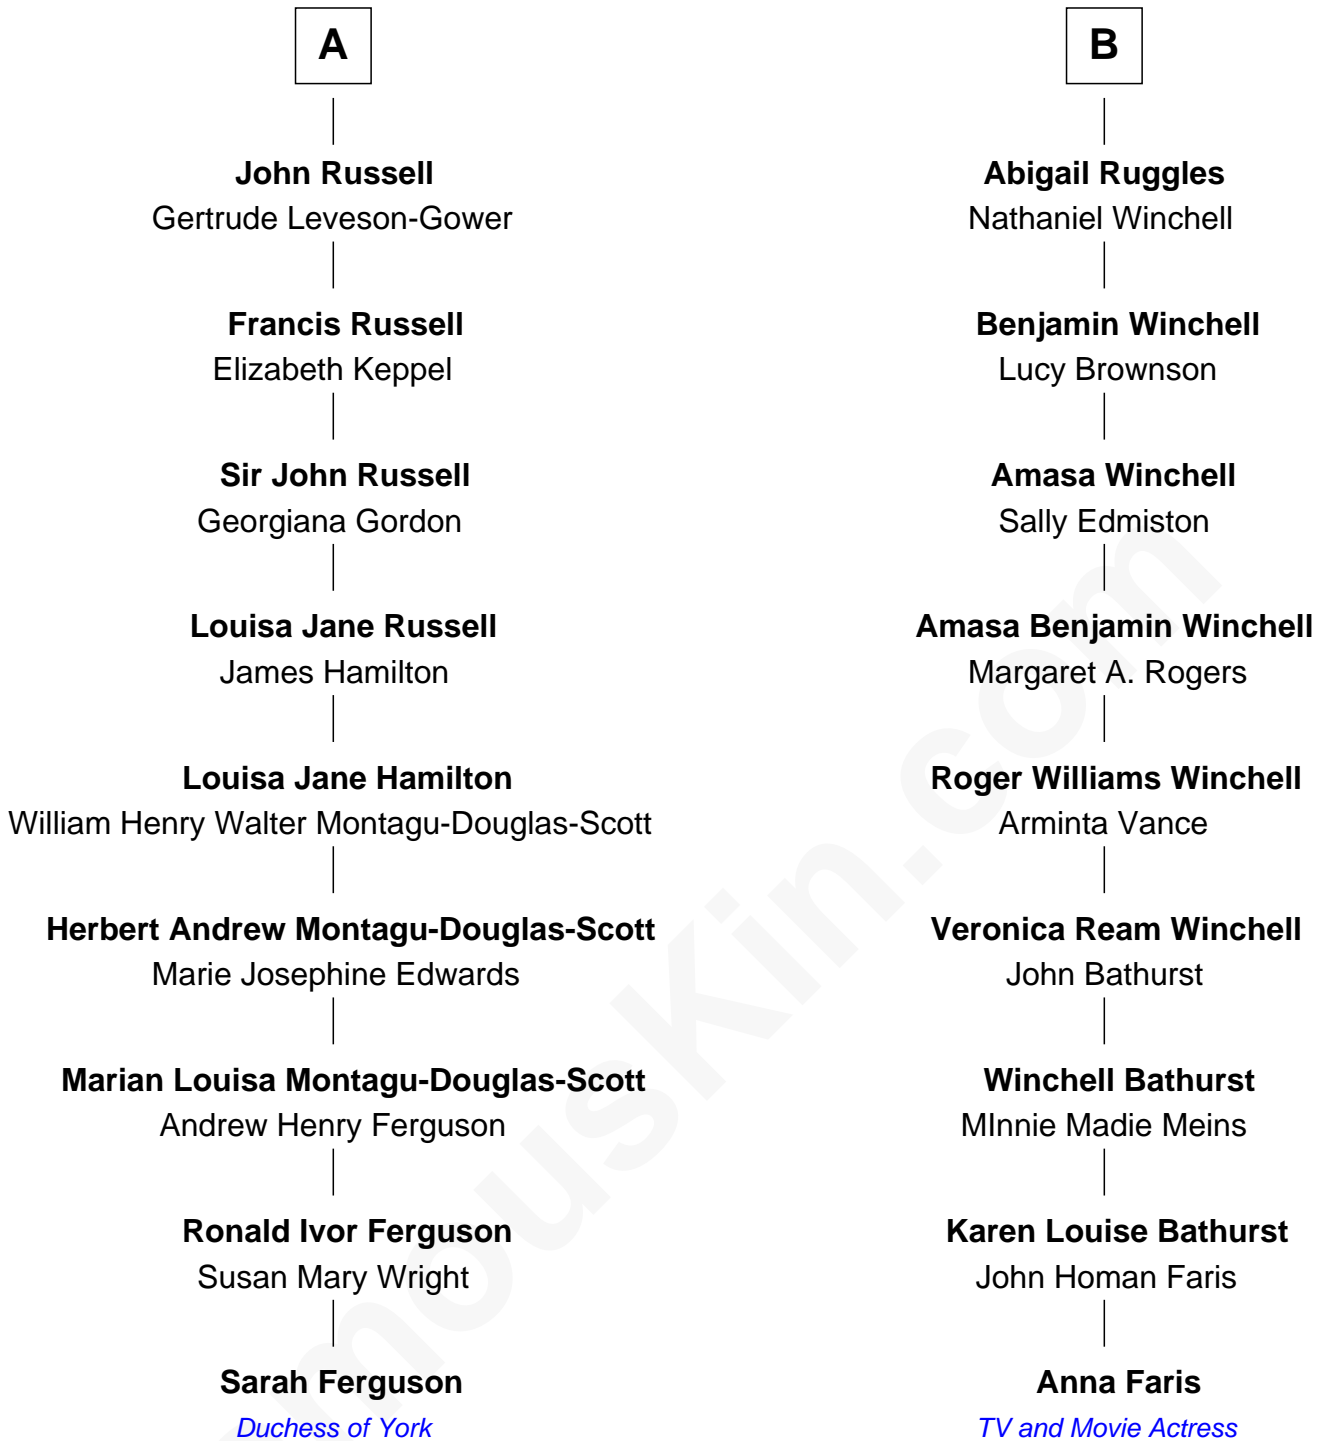 A
John Russell
Gertrude Leveson-Gower
Francis Russell
Elizabeth Keppel
Sir John Russell
Georgiana Gordon
Louisa Jane Russell
James Hamilton
Louisa Jane Hamilton
William Henry Walter Montagu-Douglas-Scott
Herbert Andrew Montagu-Douglas-Scott
Marie Josephine Edwards
Marian Louisa Montagu-Douglas-Scott
Andrew Henry Ferguson
Ronald Ivor Ferguson
Susan Mary Wright
Sarah Ferguson
Duchess of York
B
Abigail Ruggles
Nathaniel Winchell
Benjamin Winchell
Lucy Brownson
Amasa Winchell
Sally Edmiston
Amasa Benjamin Winchell
Margaret A. Rogers
Roger Williams Winchell
Arminta Vance
Veronica Ream Winchell
John Bathurst
Winchell Bathurst
MInnie Madie Meins
Karen Louise Bathurst
John Homan Faris
Anna Faris
TV and Movie Actress
mousKin.com